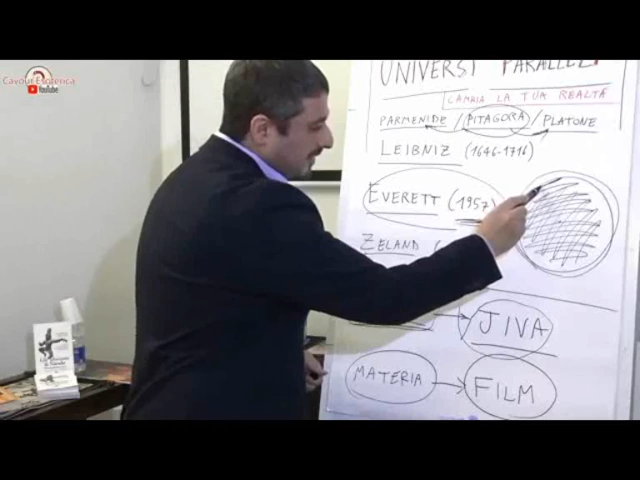 Cavour Esoterica
YouTube
UNIVERSI PARALLELI
CAMBIA LA TUA REALTÀ
PARMENIDE / PITAGORA / PLATONE
LEIBNIZ (1646-1716)
EVERETT (1957)
ZELAND (
JIVA
MATERIA → FILM